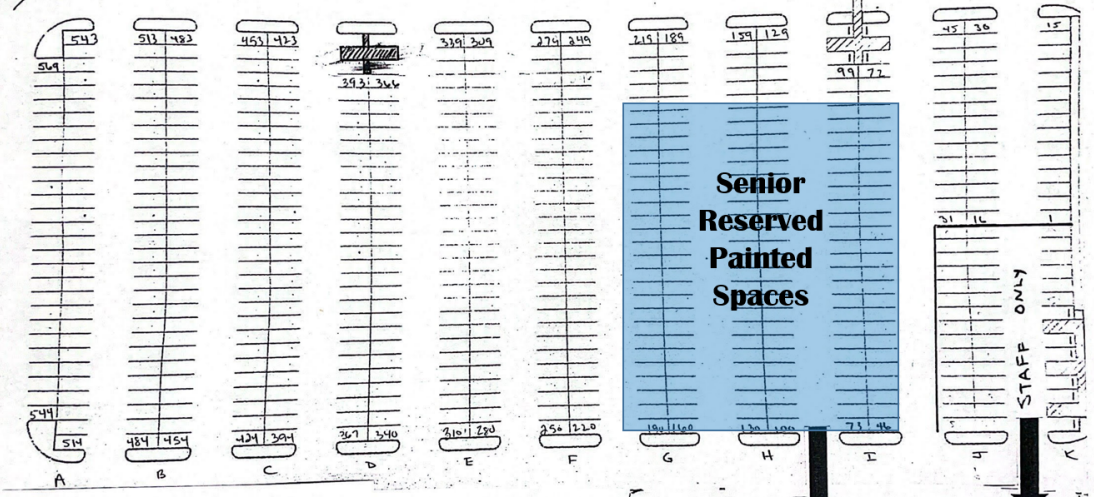 543 513 483 453 423 339 309 279 249 219 189 159 129 45 30 15
569
393 366 99 72
Senior
Reserved
Painted
Spaces
31 16 1
STAFF ONLY
544
514 484 454 424 394 367 340 310 280 250 220 190 160 130 100 73 46
A B C D E F G H I J K